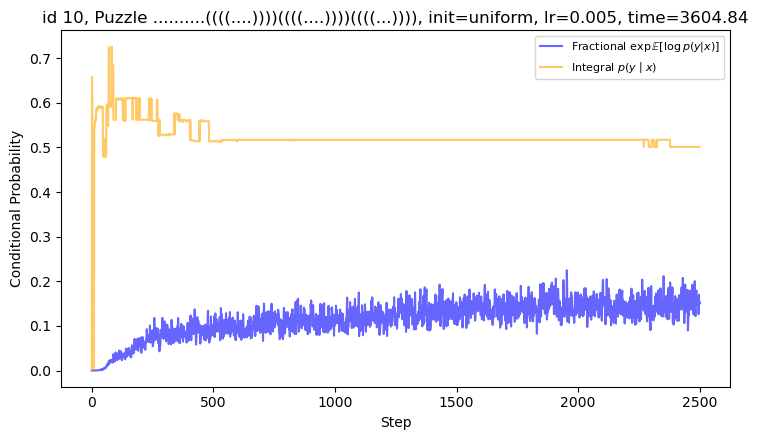 id 10, Puzzle ..........((((....))))((((....))))((((...)))), init=uniform, lr=0.005, time=3604.84
Fractional exp𝔼[log p(y|x)]
Integral p(y | x)
Conditional Probability
0.7
0.6
0.5
0.4
0.3
0.2
0.1
0.0
0 500 1000 1500 2000 2500
Step